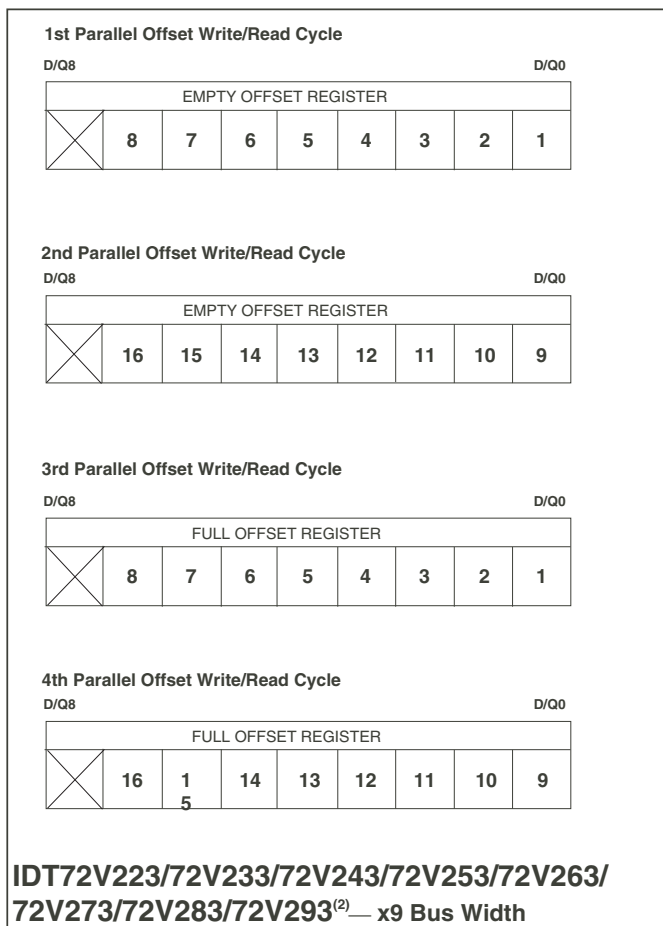 1st Parallel Offset Write/Read Cycle
D/Q8 D/Q0
EMPTY OFFSET REGISTER
8 7 6 5 4 3 2 1
2nd Parallel Offset Write/Read Cycle
D/Q8 D/Q0
EMPTY OFFSET REGISTER
16 15 14 13 12 11 10 9
3rd Parallel Offset Write/Read Cycle
D/Q8 D/Q0
FULL OFFSET REGISTER
8 7 6 5 4 3 2 1
4th Parallel Offset Write/Read Cycle
D/Q8 D/Q0
FULL OFFSET REGISTER
16 15 14 13 12 11 10 9
IDT72V223/72V233/72V243/72V253/72V263/
72V273/72V283/72V293(2)— x9 Bus Width